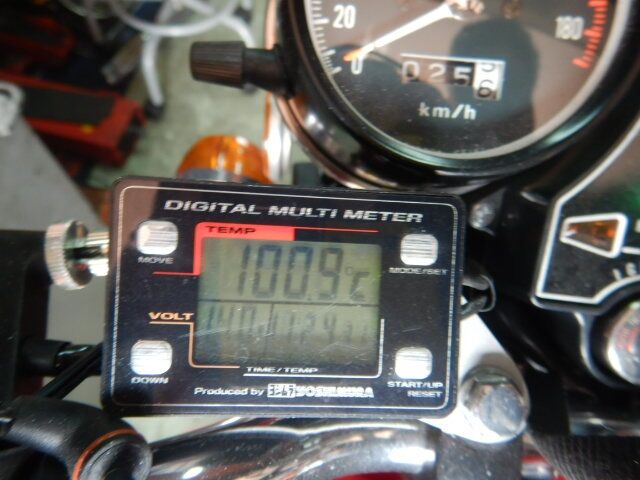 20
0
180
0256
km/h
DIGITAL MULTI METER
TEMP
MOVE
100.9°C
MODE/SET
VOLT
DOWN
TIME/TEMP
START/UP
RESET
Produced by YOSHIMURA